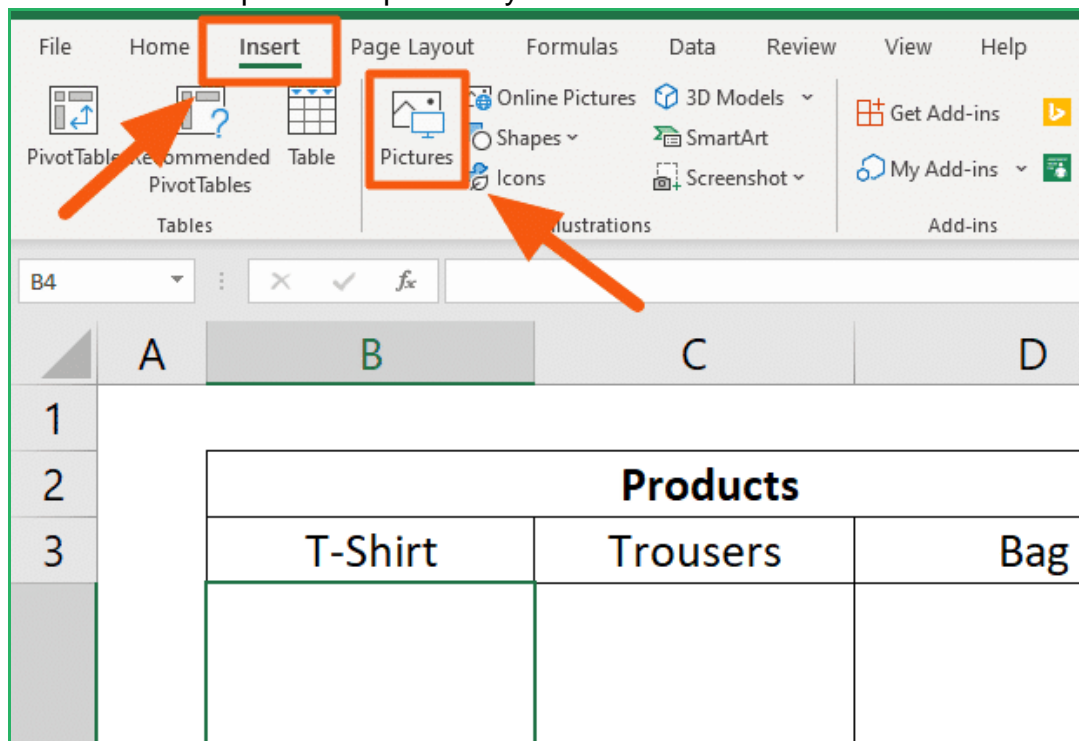 File Home Insert Page Layout Formulas Data Review View Help
Online Pictures 3D Models Get Add-ins
Shapes SmartArt
PivotTable Recommended Table Pictures
PivotTables Icons Screenshot My Add-ins
Tables Illustrations Add-ins
B4 fx
A B C D
1
2 Products
3 T-Shirt Trousers Bag